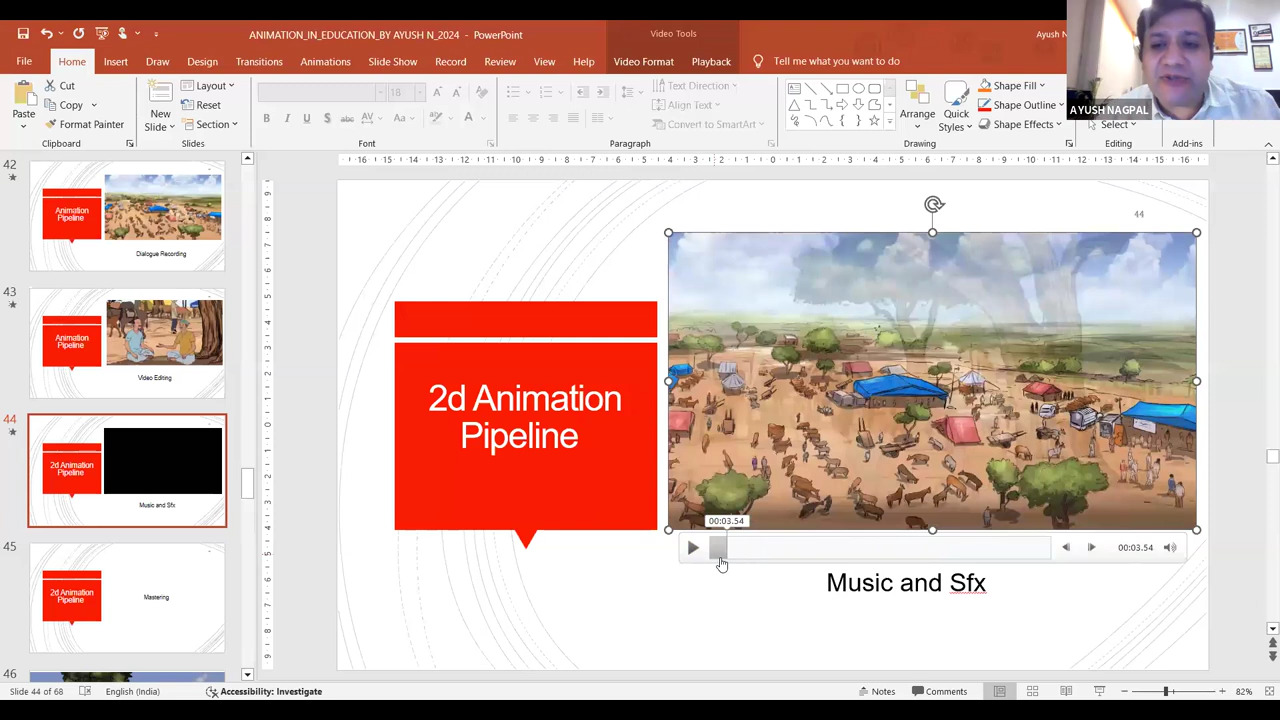 ANIMATION_IN_EDUCATION_BY AYUSH N_2024 - PowerPoint
Video Tools
Ayush N
File
Home
Insert
Draw
Design
Transitions
Animations
Slide Show
Record
Review
View
Help
Video Format
Playback
Tell me what you want to do
Paste
Cut
Copy
Format Painter
Clipboard
New
Slide
Layout
Reset
Section
Slides
18
Font
Text Direction
Align Text
Convert to SmartArt
Paragraph
Arrange
Quick
Styles
Shape Fill
Shape Outline
Shape Effects
Drawing
Select
Editing
Add-ins
AYUSH NAGPAL
42
Animation
Pipeline
Dialogue Recording
43
Animation
Pipeline
Video Editing
44
2d Animation
Pipeline
Music and Sfx
45
2d Animation
Pipeline
Mastering
46
44
2d Animation
Pipeline
00:03.54
00:03.54
Music and Sfx
Slide 44 of 68
English (India)
Accessibility: Investigate
Notes
Comments
82%